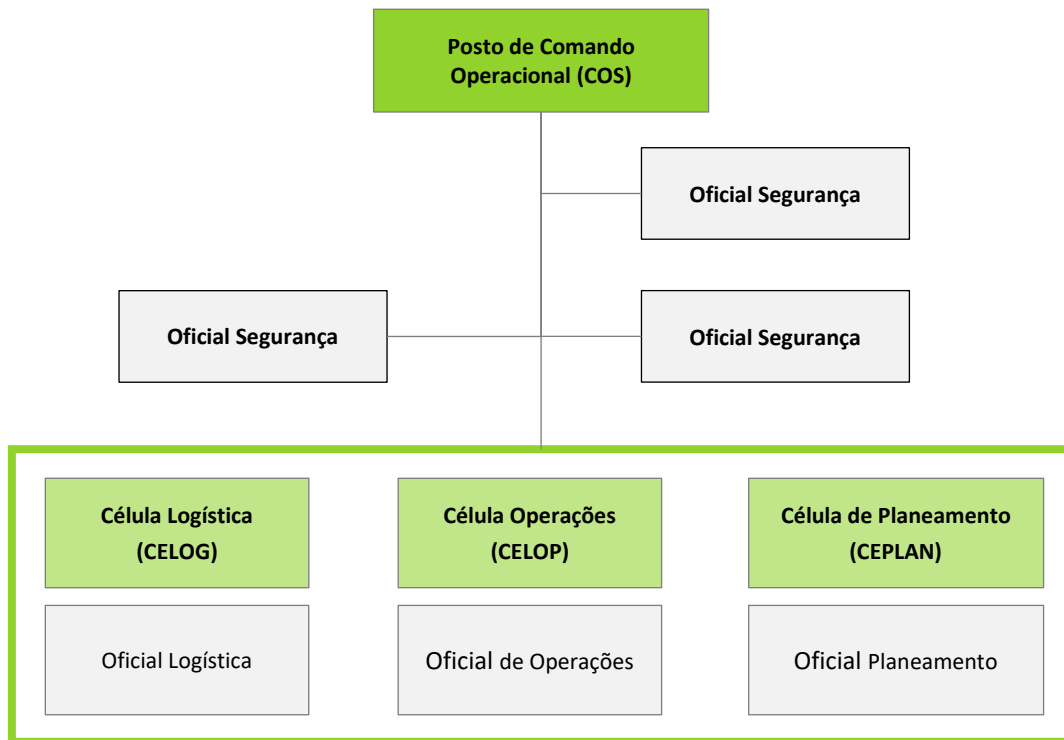 Posto de Comando
Operacional (COS)
Oficial Segurança
Oficial Segurança
Oficial Segurança
Célula Logística
(CELOG)
Célula Operações
(CELOP)
Célula de Planeamento
(CEPLAN)
Oficial Logística
Oficial de Operações
Oficial Planeamento